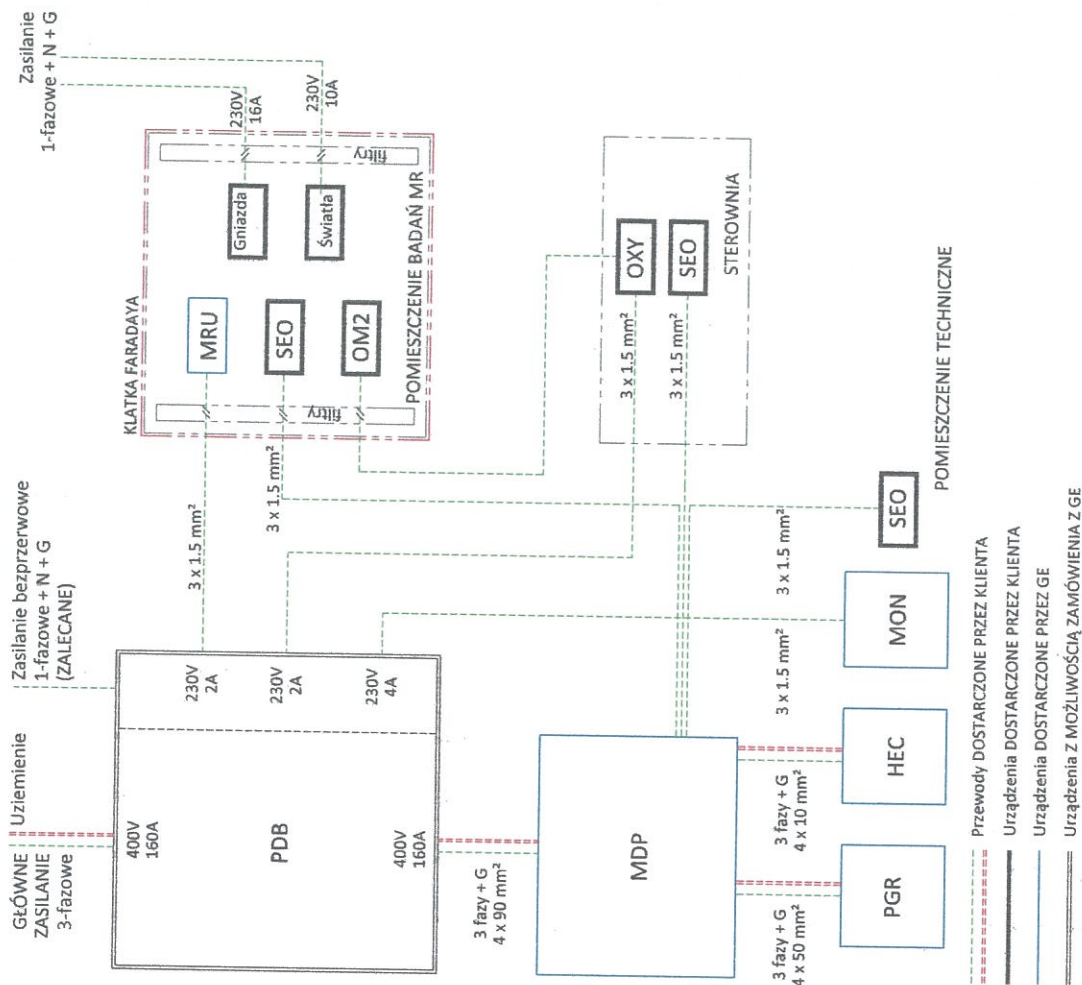 GŁÓWNE
ZASILANIE
3-fazowe
Uziemienie
Zasilanie bezprzerwowe
1-fazowe + N + G
(ZALECANE)
Zasilanie
1-fazowe + N + G
400V
160A
PDB
400V
160A
230V
2A
230V
2A
230V
4A
3 x 1.5 mm²
3 x 1.5 mm²
KLATKA FARADAYA
filtry
MRU
SEO
OM2
Gniazda
Światła
filtry
POMIESZCZENIE BADAŃ MR
230V
16A
230V
10A
3 fazy + G
4 x 90 mm²
MDP
3 x 1.5 mm²
3 x 1.5 mm²
OXY
SEO
STEROWNIA
3 fazy + G
4 x 50 mm²
3 fazy + G
4 x 10 mm²
3 x 1.5 mm²
3 x 1.5 mm²
PGR
HEC
MON
SEO
POMIESZCZENIE TECHNICZNE
Przewody DOSTARCZONE PRZEZ KLIENTA
Urządzenia DOSTARCZONE PRZEZ KLIENTA
Urządzenia DOSTARCZONE PRZEZ GE
Urządzenia Z MOŻLIWOŚCIĄ ZAMÓWIENIA Z GE